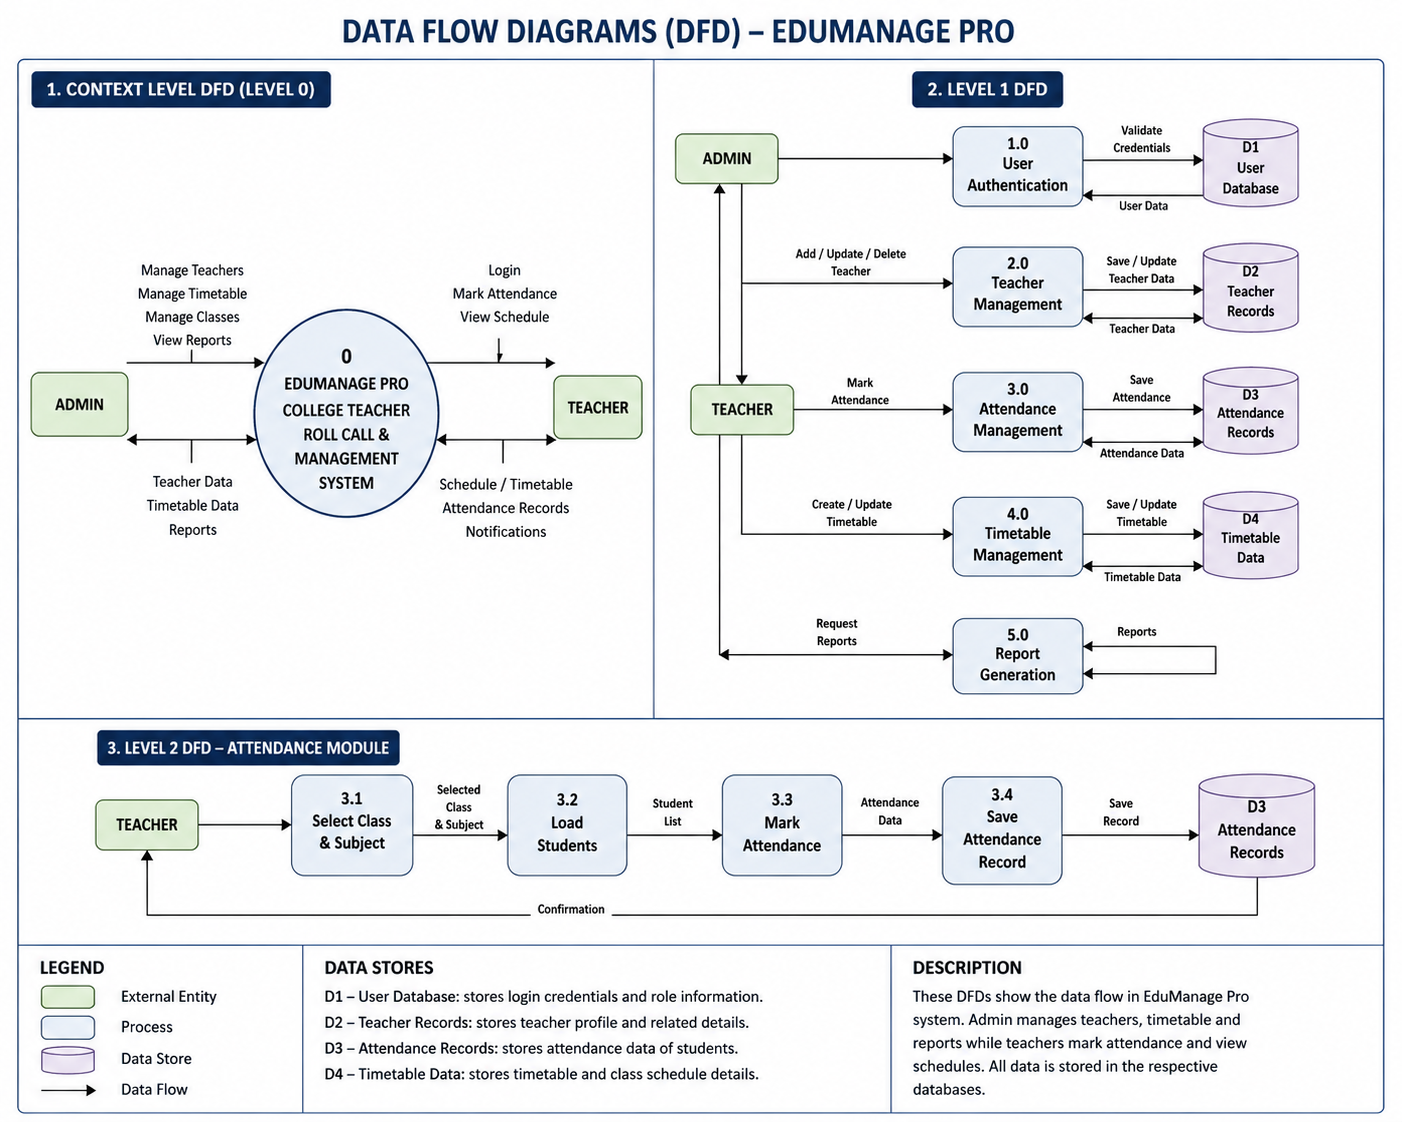 DATA FLOW DIAGRAMS (DFD) – EDUMANAGE PRO
1. CONTEXT LEVEL DFD (LEVEL 0)
Manage Teachers
Manage Timetable
Manage Classes
View Reports
Login
Mark Attendance
View Schedule
ADMIN
0
EDUMANAGE PRO
COLLEGE TEACHER
ROLL CALL &
MANAGEMENT
SYSTEM
TEACHER
Teacher Data
Timetable Data
Reports
Schedule / Timetable
Attendance Records
Notifications
2. LEVEL 1 DFD
ADMIN
1.0
User
Authentication
Validate
Credentials
User Data
D1
User
Database
Add / Update / Delete
Teacher
2.0
Teacher
Management
Save / Update
Teacher Data
Teacher Data
D2
Teacher
Records
TEACHER
Mark
Attendance
3.0
Attendance
Management
Save
Attendance
Attendance Data
D3
Attendance
Records
Create / Update
Timetable
4.0
Timetable
Management
Save / Update
Timetable
Timetable Data
D4
Timetable
Data
Request
Reports
5.0
Report
Generation
Reports
3. LEVEL 2 DFD – ATTENDANCE MODULE
TEACHER
3.1
Select Class
& Subject
Selected
Class
& Subject
3.2
Load
Students
Student
List
3.3
Mark
Attendance
Attendance
Data
3.4
Save
Attendance
Record
Save
Record
D3
Attendance
Records
Confirmation
LEGEND
External Entity
Process
Data Store
Data Flow
DATA STORES
D1 – User Database: stores login credentials and role information.
D2 – Teacher Records: stores teacher profile and related details.
D3 – Attendance Records: stores attendance data of students.
D4 – Timetable Data: stores timetable and class schedule details.
DESCRIPTION
These DFDs show the data flow in EduManage Pro
system. Admin manages teachers, timetable and
reports while teachers mark attendance and view
schedules. All data is stored in the respective
databases.